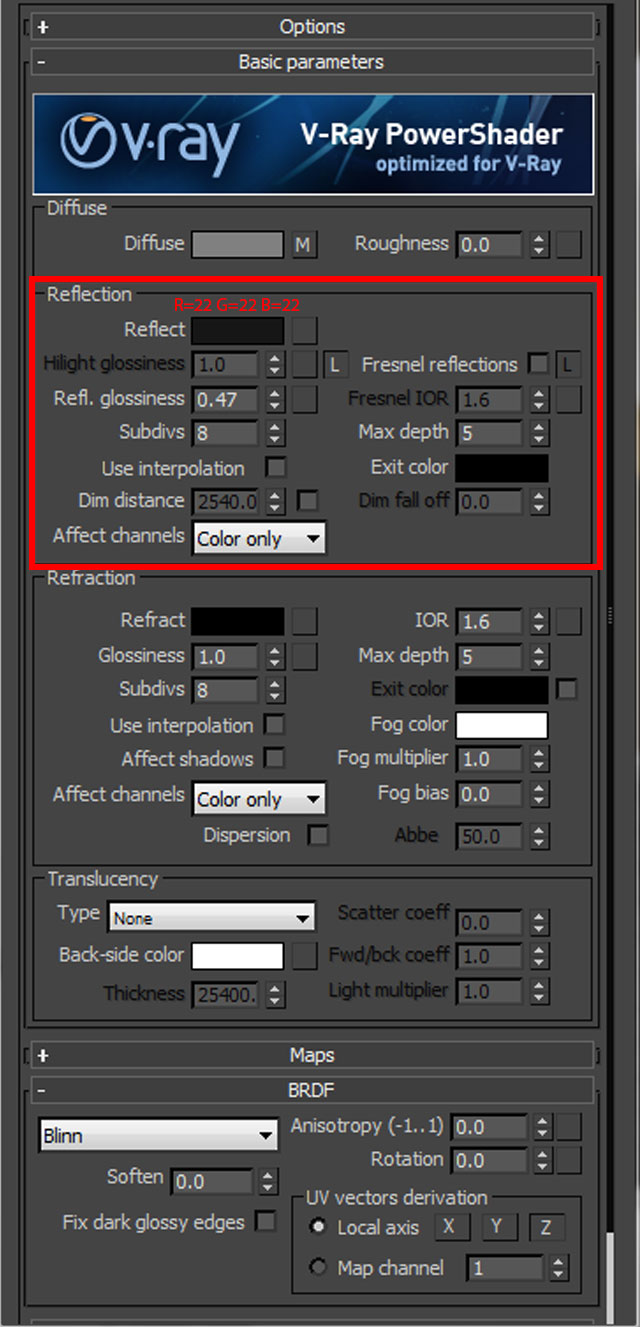 + Options
- Basic parameters
v·ray V-Ray PowerShader
optimized for V-Ray
Diffuse
Diffuse M Roughness 0.0
Reflection
R=22 G=22 B=22
Reflect
Hilight glossiness 1.0 L Fresnel reflections L
Refl. glossiness 0.47 Fresnel IOR 1.6
Subdivs 8 Max depth 5
Use interpolation Exit color
Dim distance 2540.0 Dim fall off 0.0
Affect channels Color only
Refraction
Refract IOR 1.6
Glossiness 1.0 Max depth 5
Subdivs 8 Exit color
Use interpolation Fog color
Affect shadows Fog multiplier 1.0
Affect channels Color only Fog bias 0.0
Dispersion Abbe 50.0
Translucency
Type None Scatter coeff 0.0
Back-side color Fwd/bck coeff 1.0
Thickness 25400. Light multiplier 1.0
+ Maps
- BRDF
Blinn Anisotropy (-1..1) 0.0
Rotation 0.0
Soften 0.0
UV vectors derivation
Fix dark glossy edges Local axis X Y Z
Map channel 1